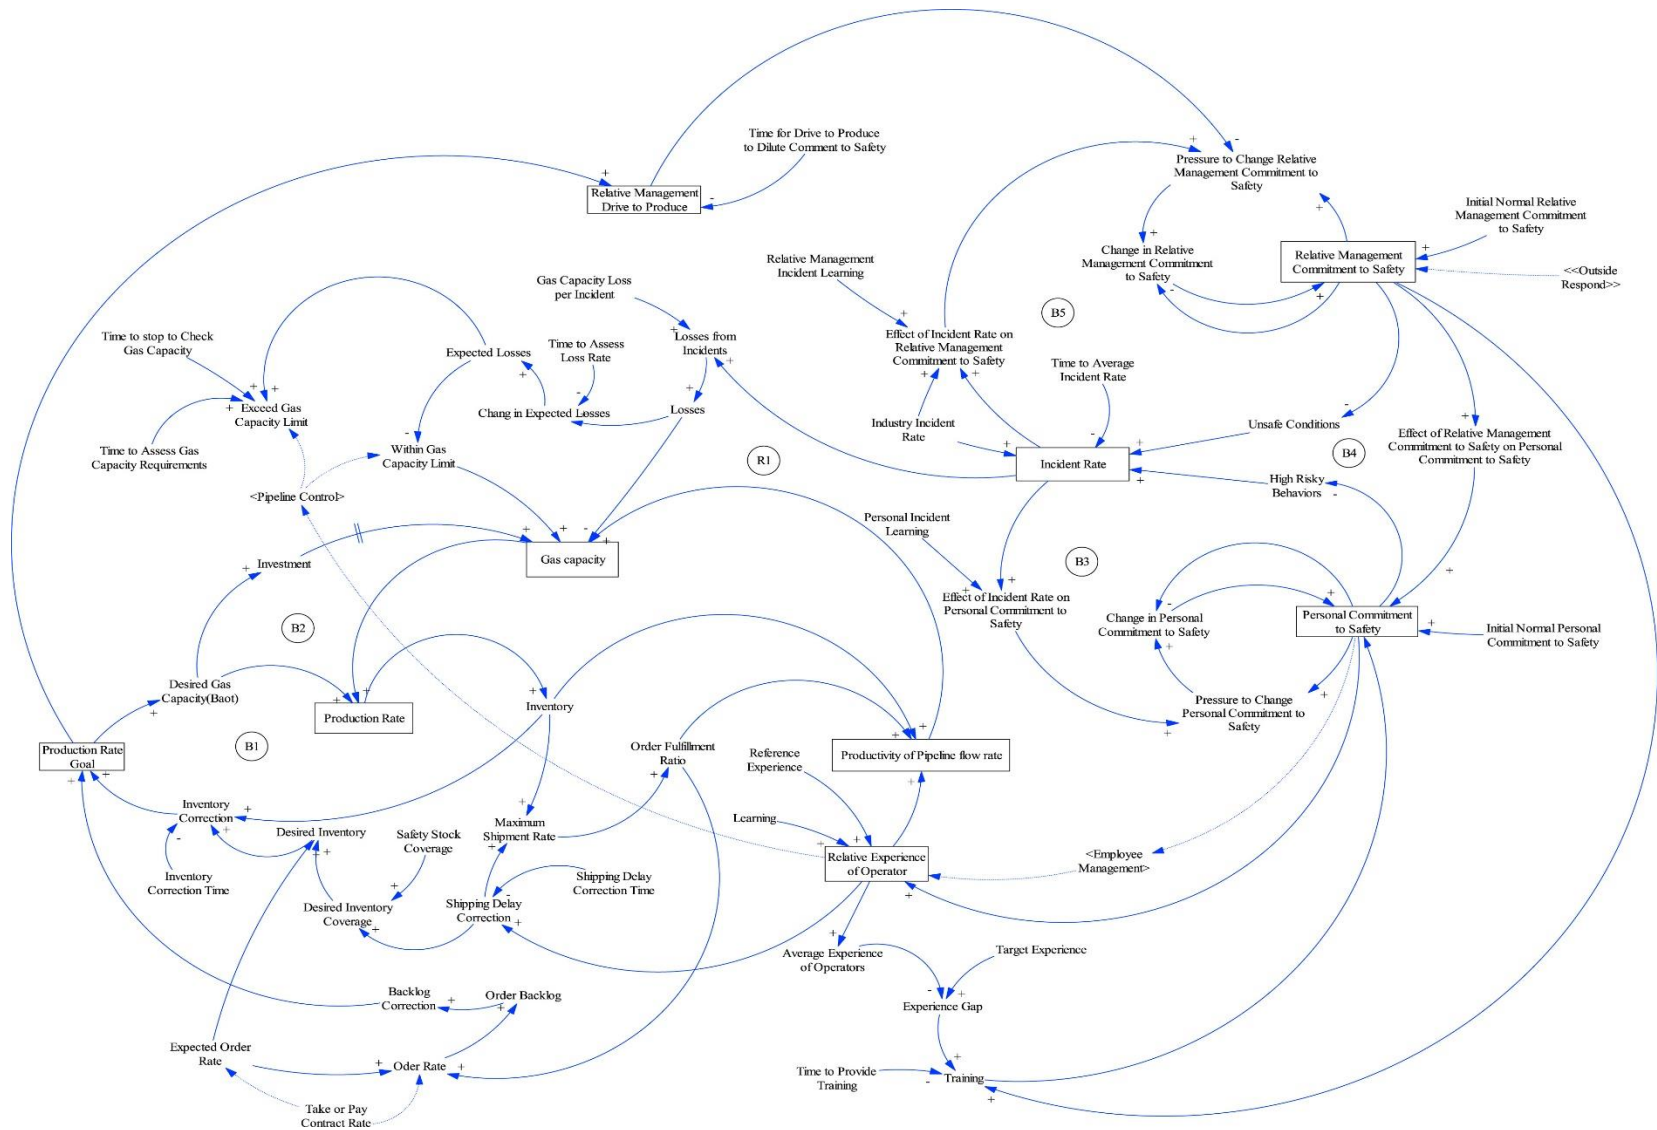 Time for Drive to Produce
to Dilute Comment to Safety
Relative Management
Drive to Produce
Pressure to Change Relative
Management Commitment to
Safety
Initial Normal Relative
Management Commitment
to Safety
Change in Relative
Management Commitment
to Safety
Relative Management
Commitment to Safety
<<Outside
Respond>>
Relative Management
Incident Learning
Gas Capacity Loss
per Incident
B5
Effect of Incident Rate on
Relative Management
Commitment to Safety
Time to stop to Check
Gas Capacity
Expected Losses
Time to Assess
Loss Rate
Losses from
Incidents
Time to Average
Incident Rate
Exceed Gas
Capacity Limit
Chang in Expected Losses
Losses
Industry Incident
Rate
Unsafe Conditions
Effect of Relative Management
Commitment to Safety on Personal
Commitment to Safety
Time to Assess Gas
Capacity Requirements
Within Gas
Capacity Limit
R1
Incident Rate
B4
High Risky
Behaviors
<Pipeline Control>
Personal Incident
Learning
Investment
Gas capacity
B3
Effect of Incident Rate on
Personal Commitment to
Safety
Change in Personal
Commitment to Safety
Personal Commitment
to Safety
Initial Normal Personal
Commitment to Safety
B2
Desired Gas
Capacity(Baot)
Production Rate
Inventory
Pressure to Change
Personal Commitment to
Safety
Production Rate
Goal
B1
Order Fulfillment
Ratio
Reference
Experience
Productivity of Pipeline flow rate
Inventory
Correction
Desired Inventory
Safety Stock
Coverage
Maximum
Shipment Rate
Learning
Relative Experience
of Operator
<Employee
Management>
Inventory
Correction Time
Desired Inventory
Coverage
Shipping Delay
Correction
Shipping Delay
Correction Time
Average Experience
of Operators
Target Experience
Backlog
Correction
Order Backlog
Experience Gap
Expected Order
Rate
Oder Rate
Time to Provide
Training
Training
Take or Pay
Contract Rate